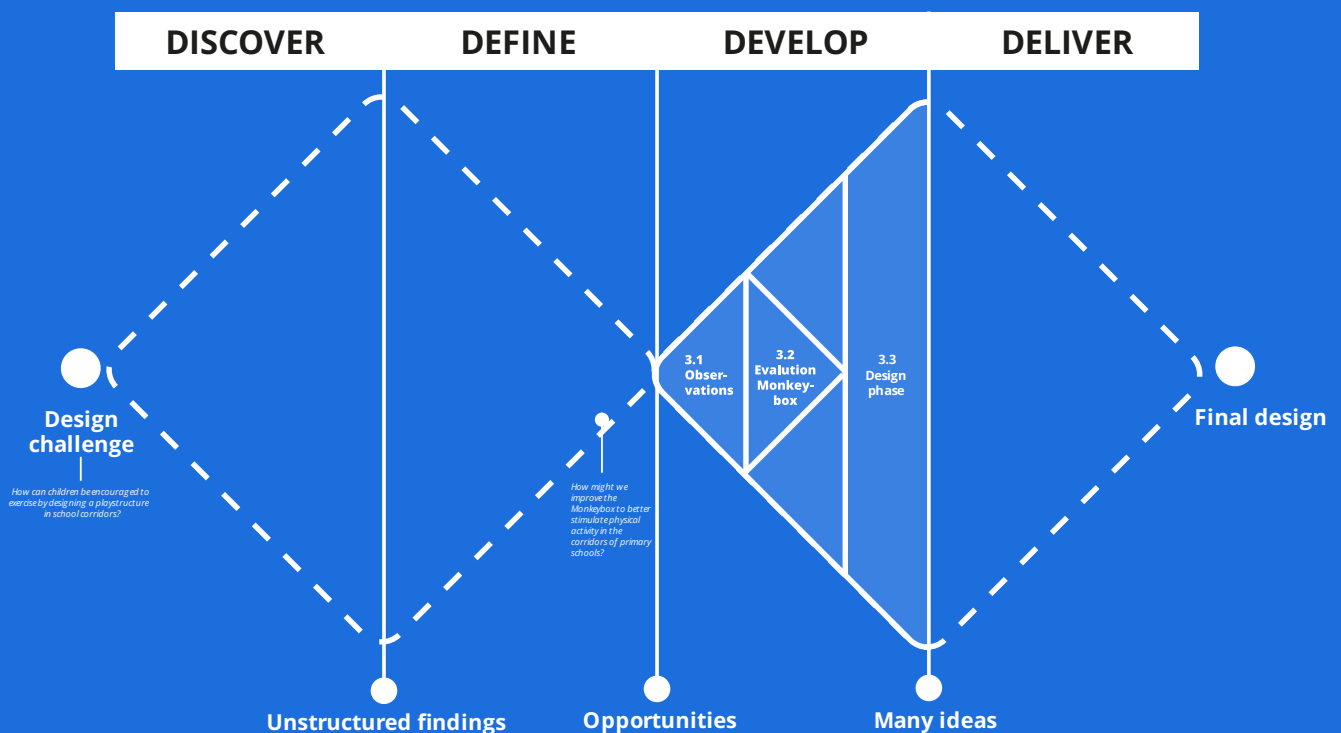 DISCOVER
DEFINE
DEVELOP
DELIVER
3.1
Obser-
vations
3.2
Evalution
Monkey-
box
3.3
Design
phase
Design
challenge
How can children be encouraged to
exercise by designing a playstructure
in school corridors?
How might we
improve the
Monkeybox to better
stimulate physical
activity in the
corridors of primary
schools?
Final design
Unstructured findings
Opportunities
Many ideas